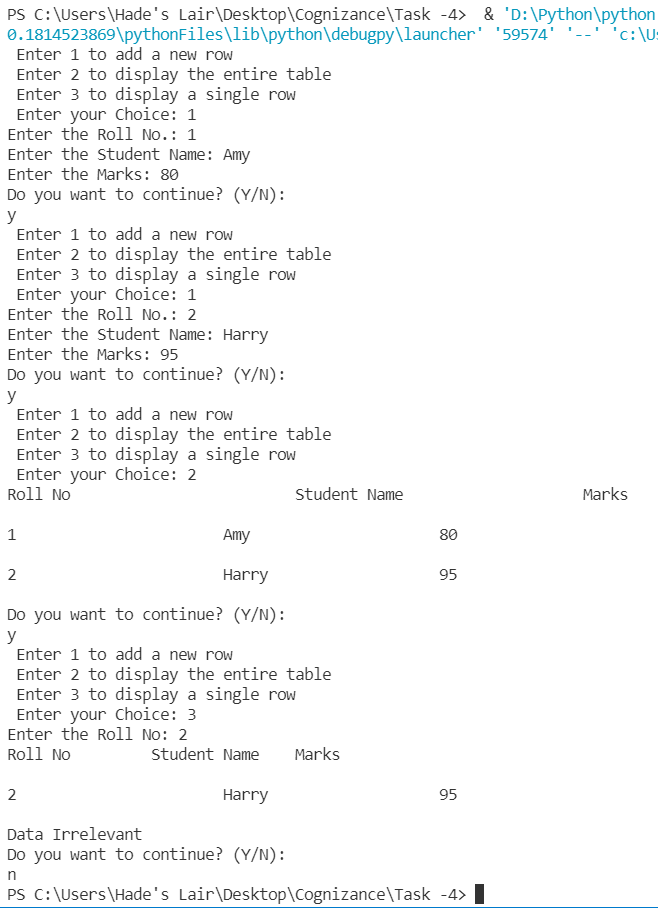 PS C:\Users\Hade's Lair\Desktop\Cognizance\Task -4>  & 'D:\Python\python
0.1814523869\pythonFiles\lib\python\debugpy\launcher' '59574' '--' 'c:\Us
 Enter 1 to add a new row
 Enter 2 to display the entire table
 Enter 3 to display a single row
 Enter your Choice: 1
Enter the Roll No.: 1
Enter the Student Name: Amy
Enter the Marks: 80
Do you want to continue? (Y/N):
y
 Enter 1 to add a new row
 Enter 2 to display the entire table
 Enter 3 to display a single row
 Enter your Choice: 1
Enter the Roll No.: 2
Enter the Student Name: Harry
Enter the Marks: 95
Do you want to continue? (Y/N):
y
 Enter 1 to add a new row
 Enter 2 to display the entire table
 Enter 3 to display a single row
 Enter your Choice: 2
Roll No                         Student Name                    Marks
1                       Amy                     80
2                       Harry                   95
Do you want to continue? (Y/N):
y
 Enter 1 to add a new row
 Enter 2 to display the entire table
 Enter 3 to display a single row
 Enter your Choice: 3
Enter the Roll No: 2
Roll No         Student Name    Marks
2                       Harry                   95
Data Irrelevant
Do you want to continue? (Y/N):
n
PS C:\Users\Hade's Lair\Desktop\Cognizance\Task -4>